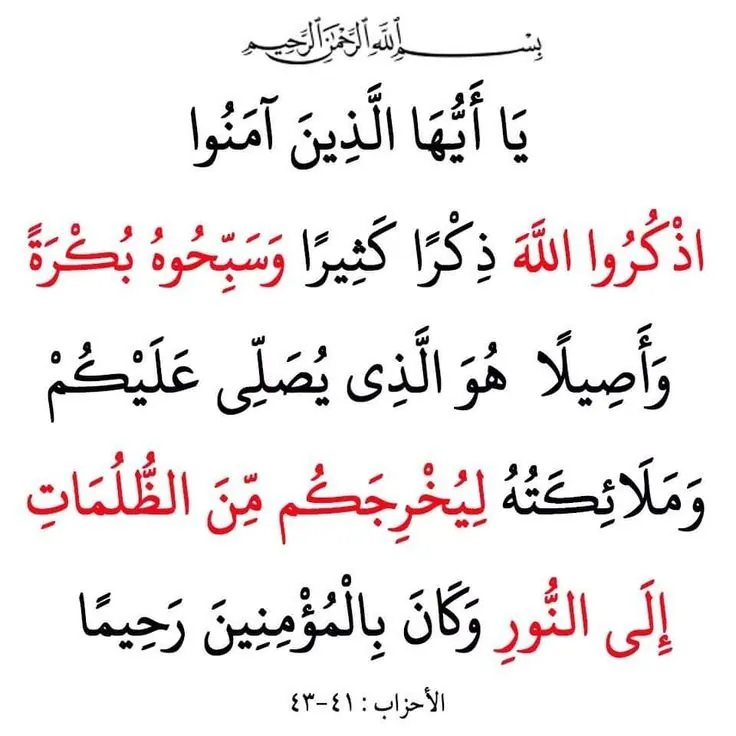 بِسْمِ اللَّهِ الرَّحْمَٰنِ الرَّحِيمِ
يَا أَيُّهَا الَّذِينَ آمَنُوا
اذْكُرُوا اللَّهَ ذِكْرًا كَثِيرًا وَسَبِّحُوهُ بُكْرَةً
وَأَصِيلًا هُوَ الَّذِى يُصَلِّى عَلَيْكُمْ
وَمَلَائِكَتُهُ لِيُخْرِجَكُم مِّنَ الظُّلُمَاتِ
إِلَى النُّورِ وَكَانَ بِالْمُؤْمِنِينَ رَحِيمًا
الأحزاب : ٤١-٤٣